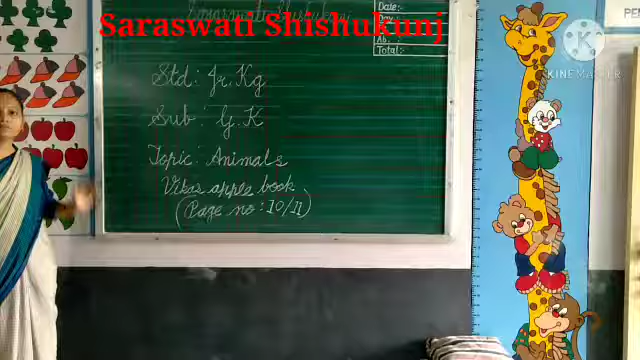 Saraswati Shishukunj
Date:-
Day:-
Ab. :-
Total:-
KINEMASTER
Std: Jr. Kg
Sub: G.K
Topic: Animals
Vikas apple book
(Page no: 10/11)